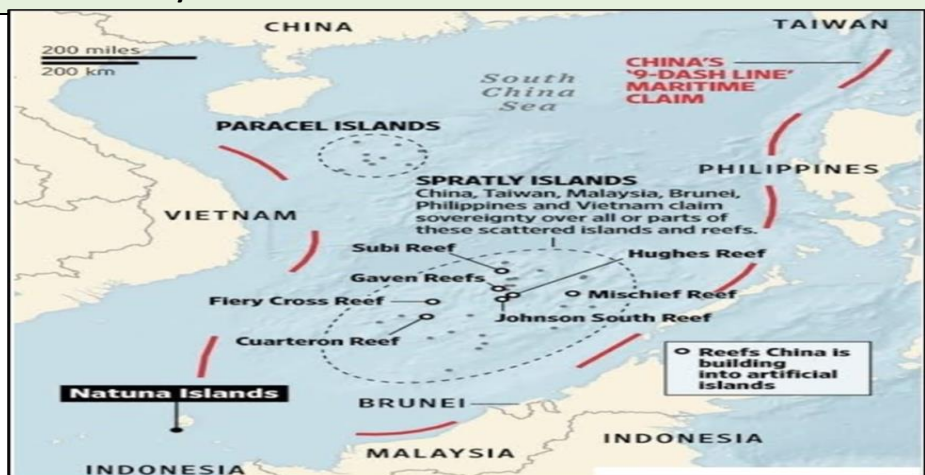 CHINA
TAIWAN
200 miles
200 km
CHINA'S
'9-DASH LINE'
MARITIME
CLAIM
South
China
Sea
PARACEL ISLANDS
PHILIPPINES
SPRATLY ISLANDS
China, Taiwan, Malaysia, Brunei,
Philippines and Vietnam claim
sovereignty over all or parts of
these scattered islands and reefs.
VIETNAM
Subi Reef
Hughes Reef
Gaven Reefs
Mischief Reef
Fiery Cross Reef
Johnson South Reef
Cuarteron Reef
Reefs China is
building
into artificial
islands
Natuna Islands
BRUNEI
MALAYSIA
INDONESIA
INDONESIA